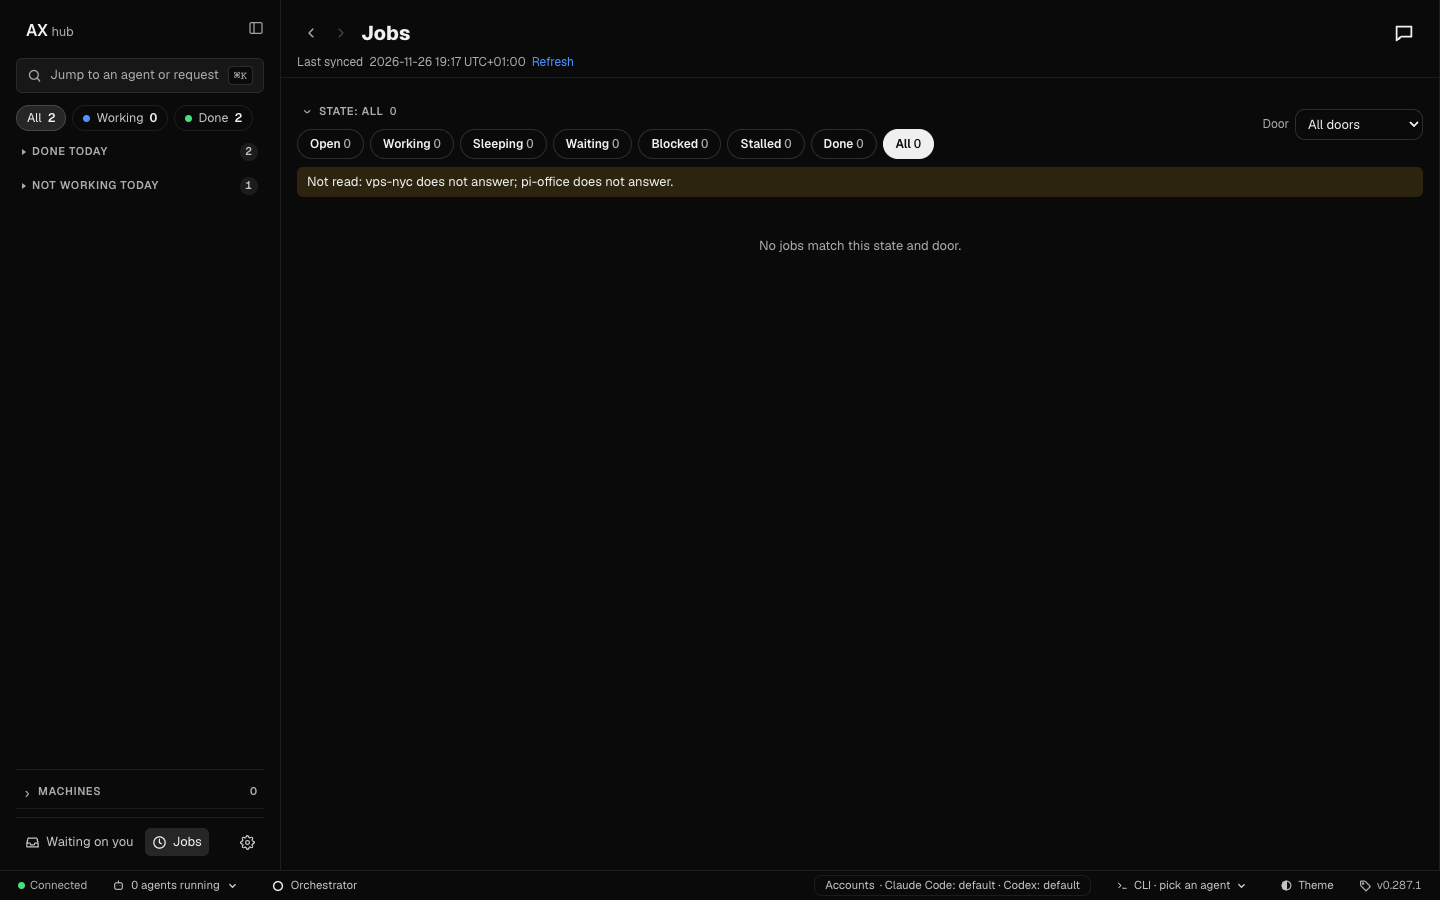 AX hub
Jump to an agent or request ⌘K
All 2 Working 0 Done 2
DONE TODAY 2
NOT WORKING TODAY 1
MACHINES 0
Waiting on you Jobs
Jobs
Last synced 2026-11-26 19:17 UTC+01:00 Refresh
STATE: ALL 0
Open 0 Working 0 Sleeping 0 Waiting 0 Blocked 0 Stalled 0 Done 0 All 0
Door All doors
Not read: vps-nyc does not answer; pi-office does not answer.
No jobs match this state and door.
Connected 0 agents running Orchestrator Accounts · Claude Code: default · Codex: default CLI · pick an agent Theme v0.287.1